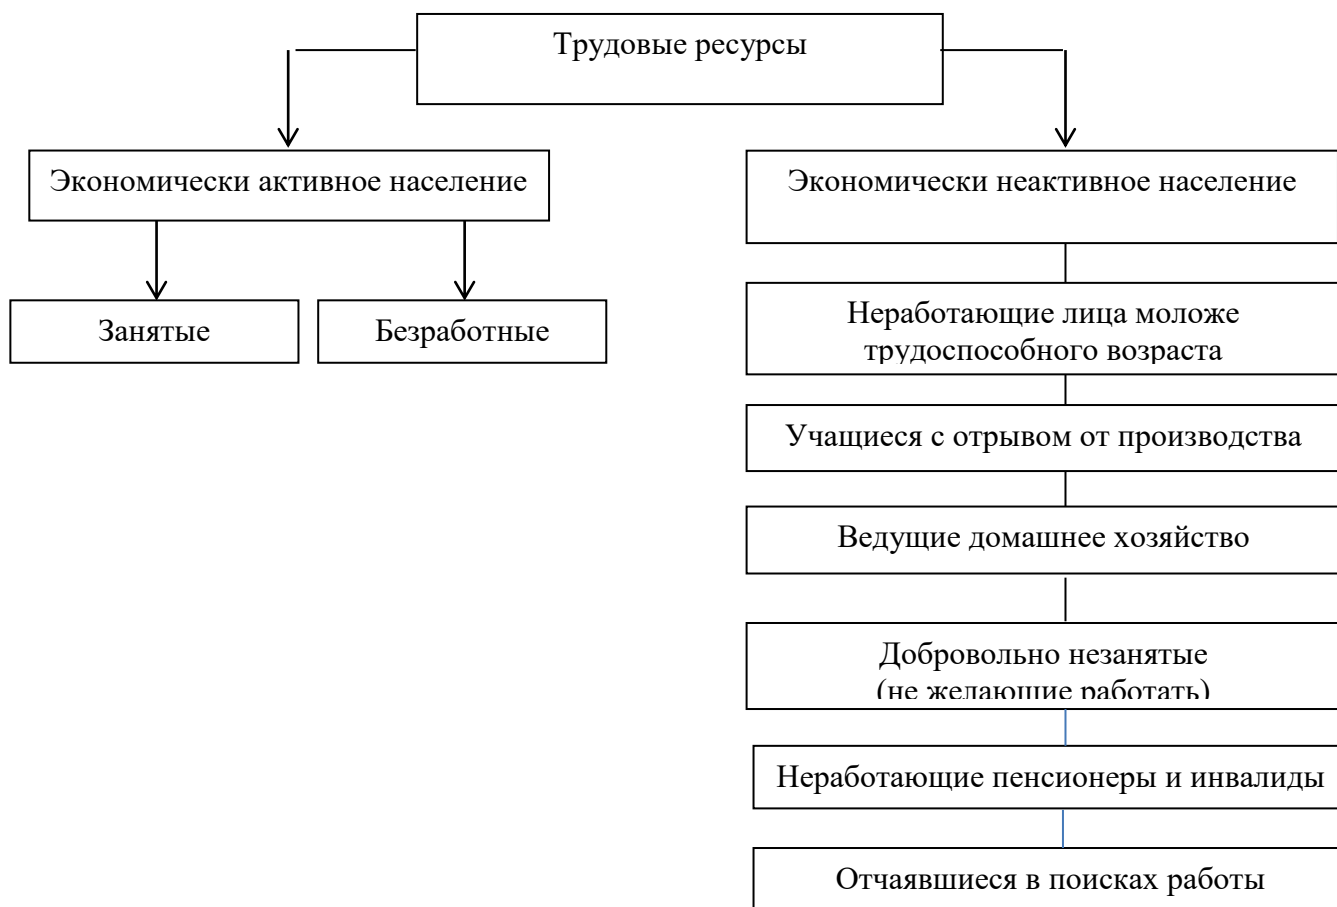 Трудовые ресурсы
Экономически активное население
Экономически неактивное население
Занятые
Безработные
Неработающие лица моложе
трудоспособного возраста
Учащиеся с отрывом от производства
Ведущие домашнее хозяйство
Добровольно незанятые
(не желающие работать)
Неработающие пенсионеры и инвалиды
Отчаявшиеся в поисках работы